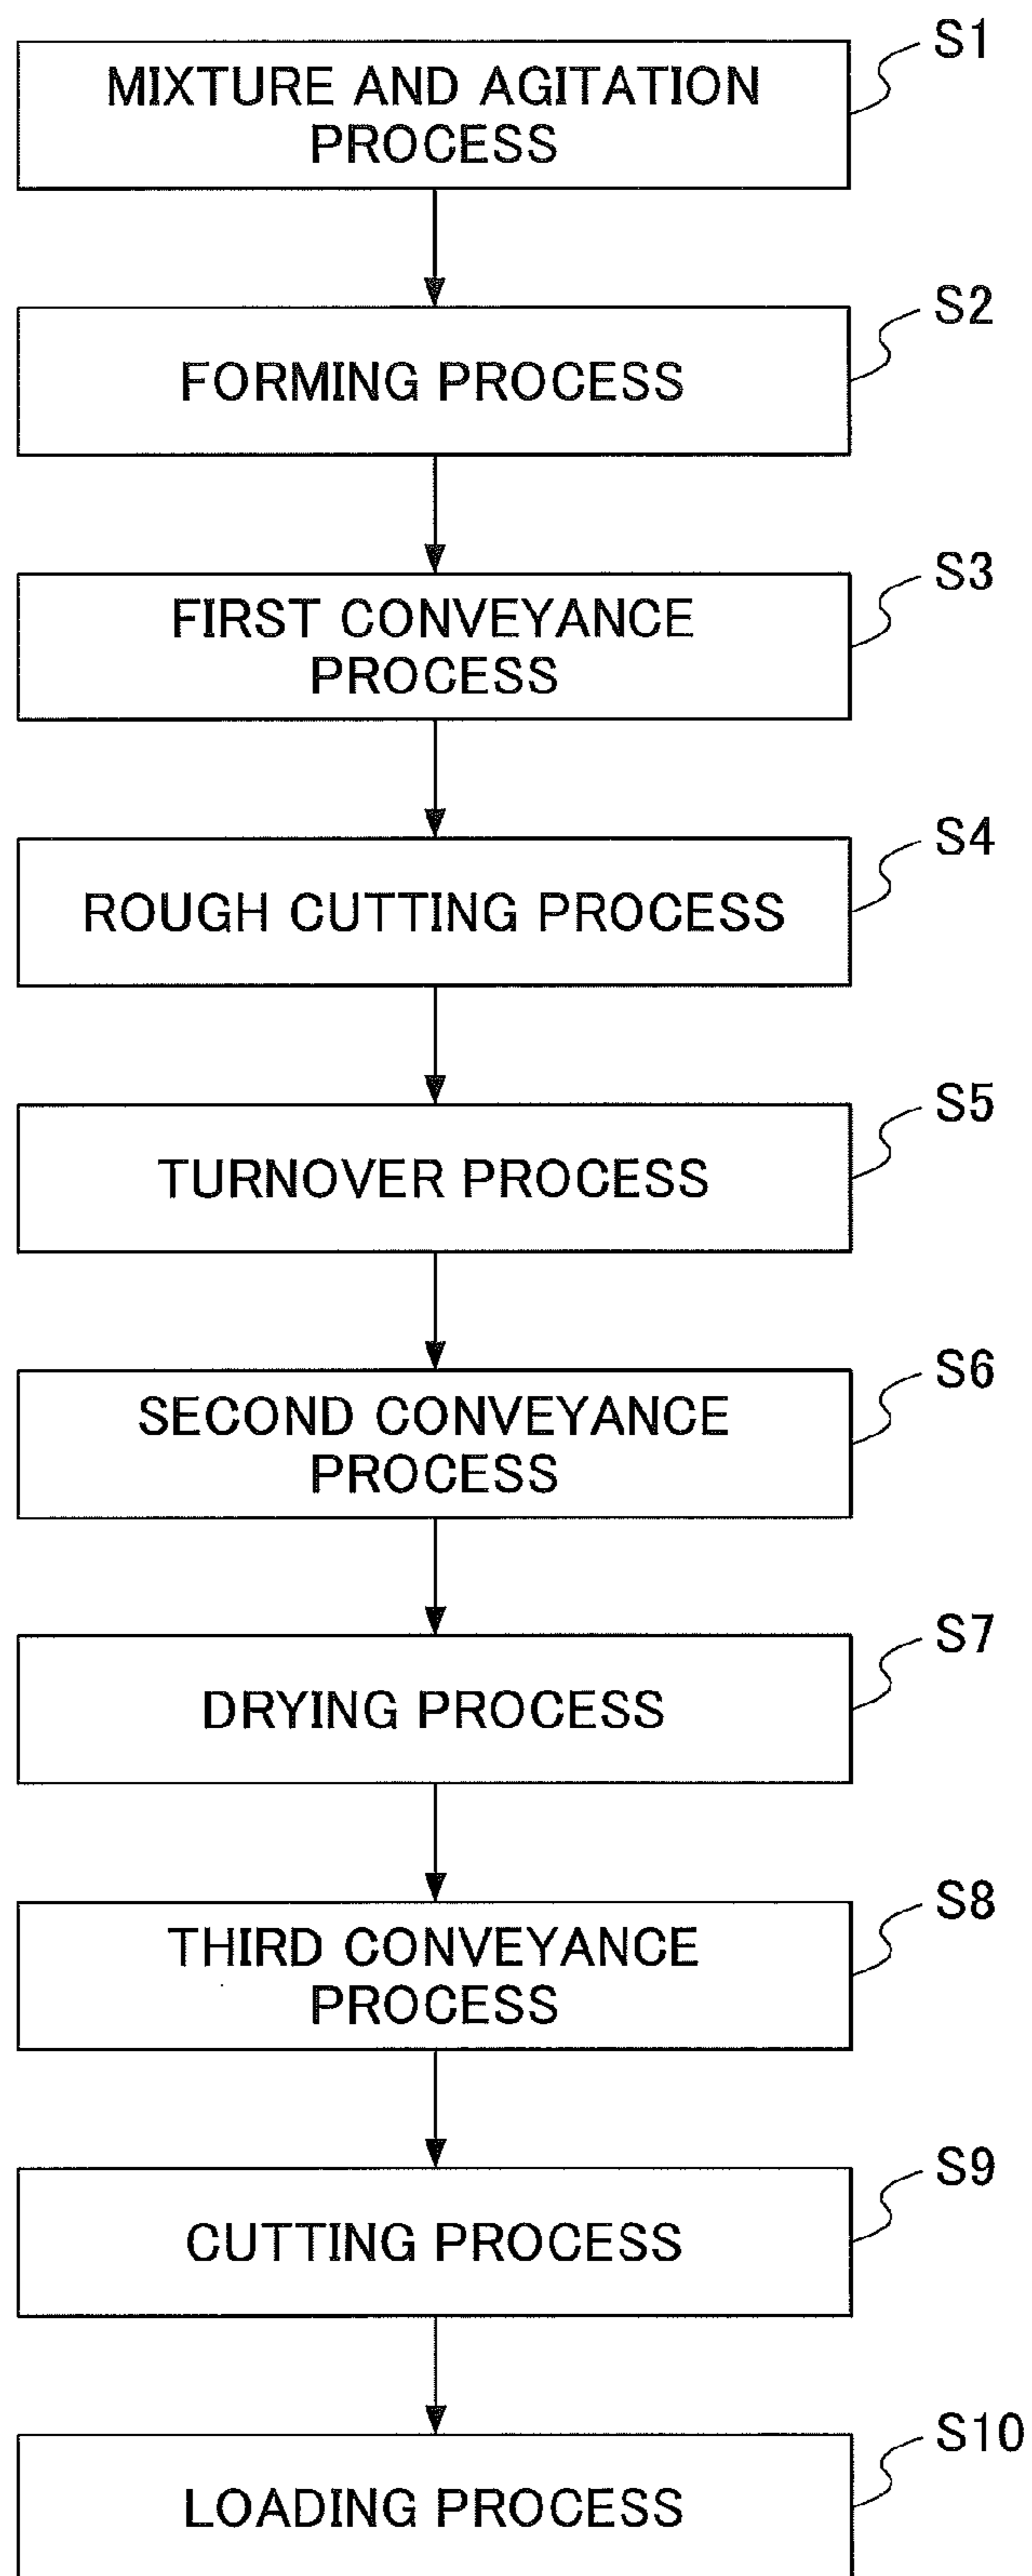 S1
MIXTURE AND AGITATION
PROCESS
S2
FORMING PROCESS
S3
FIRST CONVEYANCE
PROCESS
S4
ROUGH CUTTING PROCESS
S5
TURNOVER PROCESS
S6
SECOND CONVEYANCE
PROCESS
S7
DRYING PROCESS
S8
THIRD CONVEYANCE
PROCESS
S9
CUTTING PROCESS
S10
LOADING PROCESS